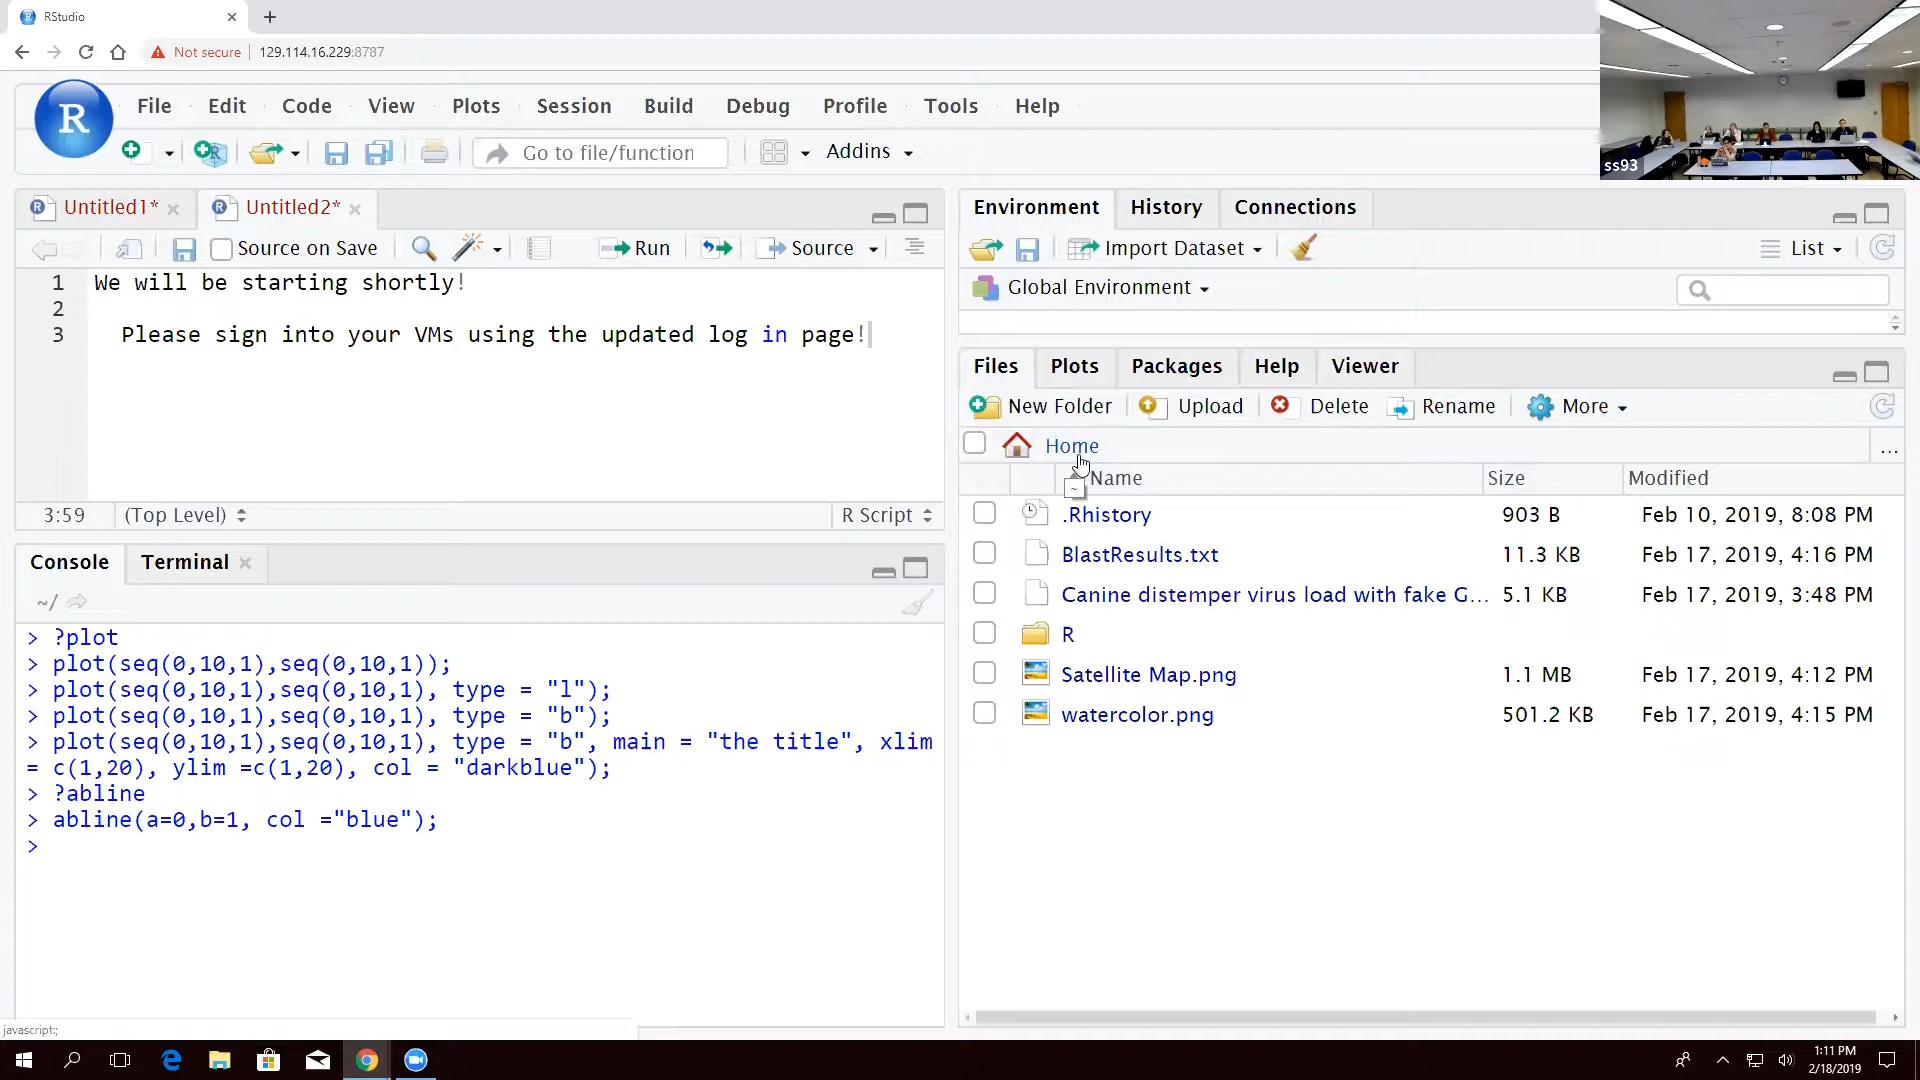 RStudio
Not secure 129.114.16.229:8787
ss93
R File Edit Code View Plots Session Build Debug Profile Tools Help
Go to file/function Addins
Untitled1* Untitled2*
Source on Save Run Source
1 We will be starting shortly!
2
3 Please sign into your VMs using the updated log in page!
3:59 (Top Level) R Script
Console Terminal
~/
> ?plot
> plot(seq(0,10,1),seq(0,10,1));
> plot(seq(0,10,1),seq(0,10,1), type = "l");
> plot(seq(0,10,1),seq(0,10,1), type = "b");
> plot(seq(0,10,1),seq(0,10,1), type = "b", main = "the title", xlim
= c(1,20), ylim =c(1,20), col = "darkblue");
> ?abline
> abline(a=0,b=1, col ="blue");
>
Environment History Connections
Import Dataset List
Global Environment
Files Plots Packages Help Viewer
New Folder Upload Delete Rename More
Home ...
~
Name Size Modified
.Rhistory 903 B Feb 10, 2019, 8:08 PM
BlastResults.txt 11.3 KB Feb 17, 2019, 4:16 PM
Canine distemper virus load with fake G... 5.1 KB Feb 17, 2019, 3:48 PM
R
Satellite Map.png 1.1 MB Feb 17, 2019, 4:12 PM
watercolor.png 501.2 KB Feb 17, 2019, 4:15 PM
javascript:;
1:11 PM
2/18/2019